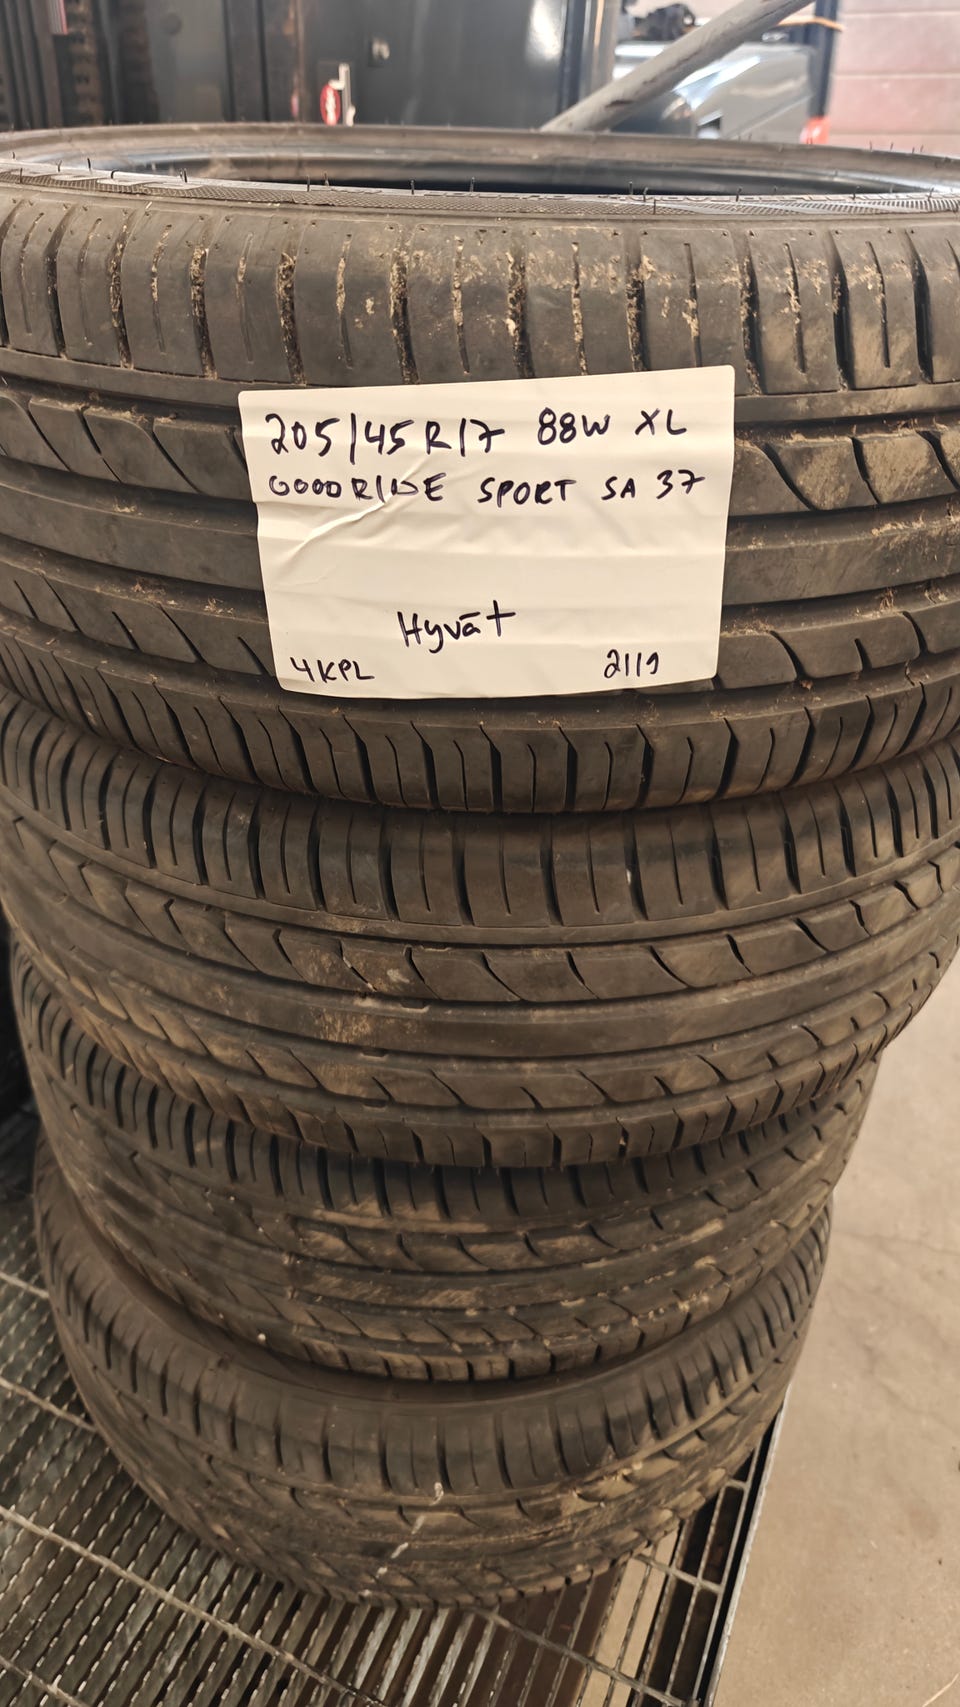 205/45R17 88W XL
GOODRIDE SPORT SA 37
Hyvät
4KPL 2119